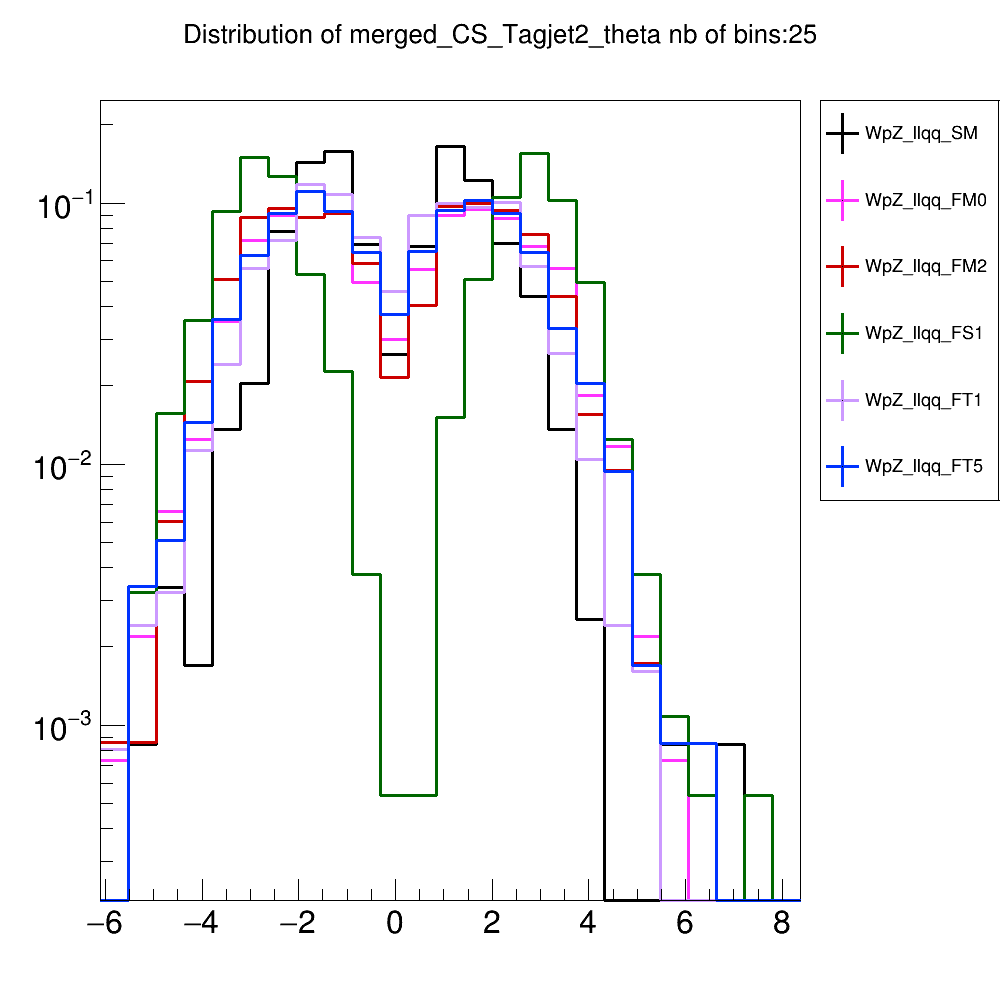 Distribution of merged_CS_Tagjet2_theta nb of bins:25
WpZ_llqq_SM
WpZ_llqq_FM0
WpZ_llqq_FM2
WpZ_llqq_FS1
WpZ_llqq_FT1
WpZ_llqq_FT5
10⁻¹
10⁻²
10⁻³
−6 −4 −2 0 2 4 6 8